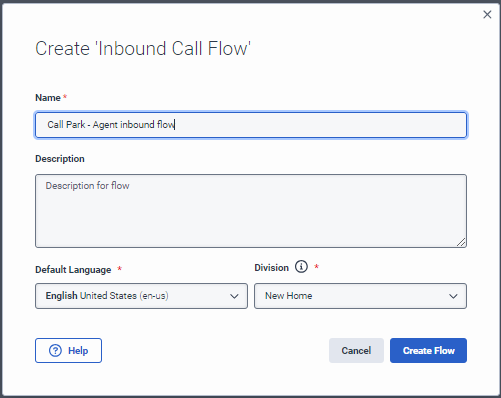 Create 'Inbound Call Flow'
Name *
Call Park - Agent inbound flow
Description
Description for flow
Default Language *
Division *
English United States (en-us)
New Home
Help
Cancel
Create Flow